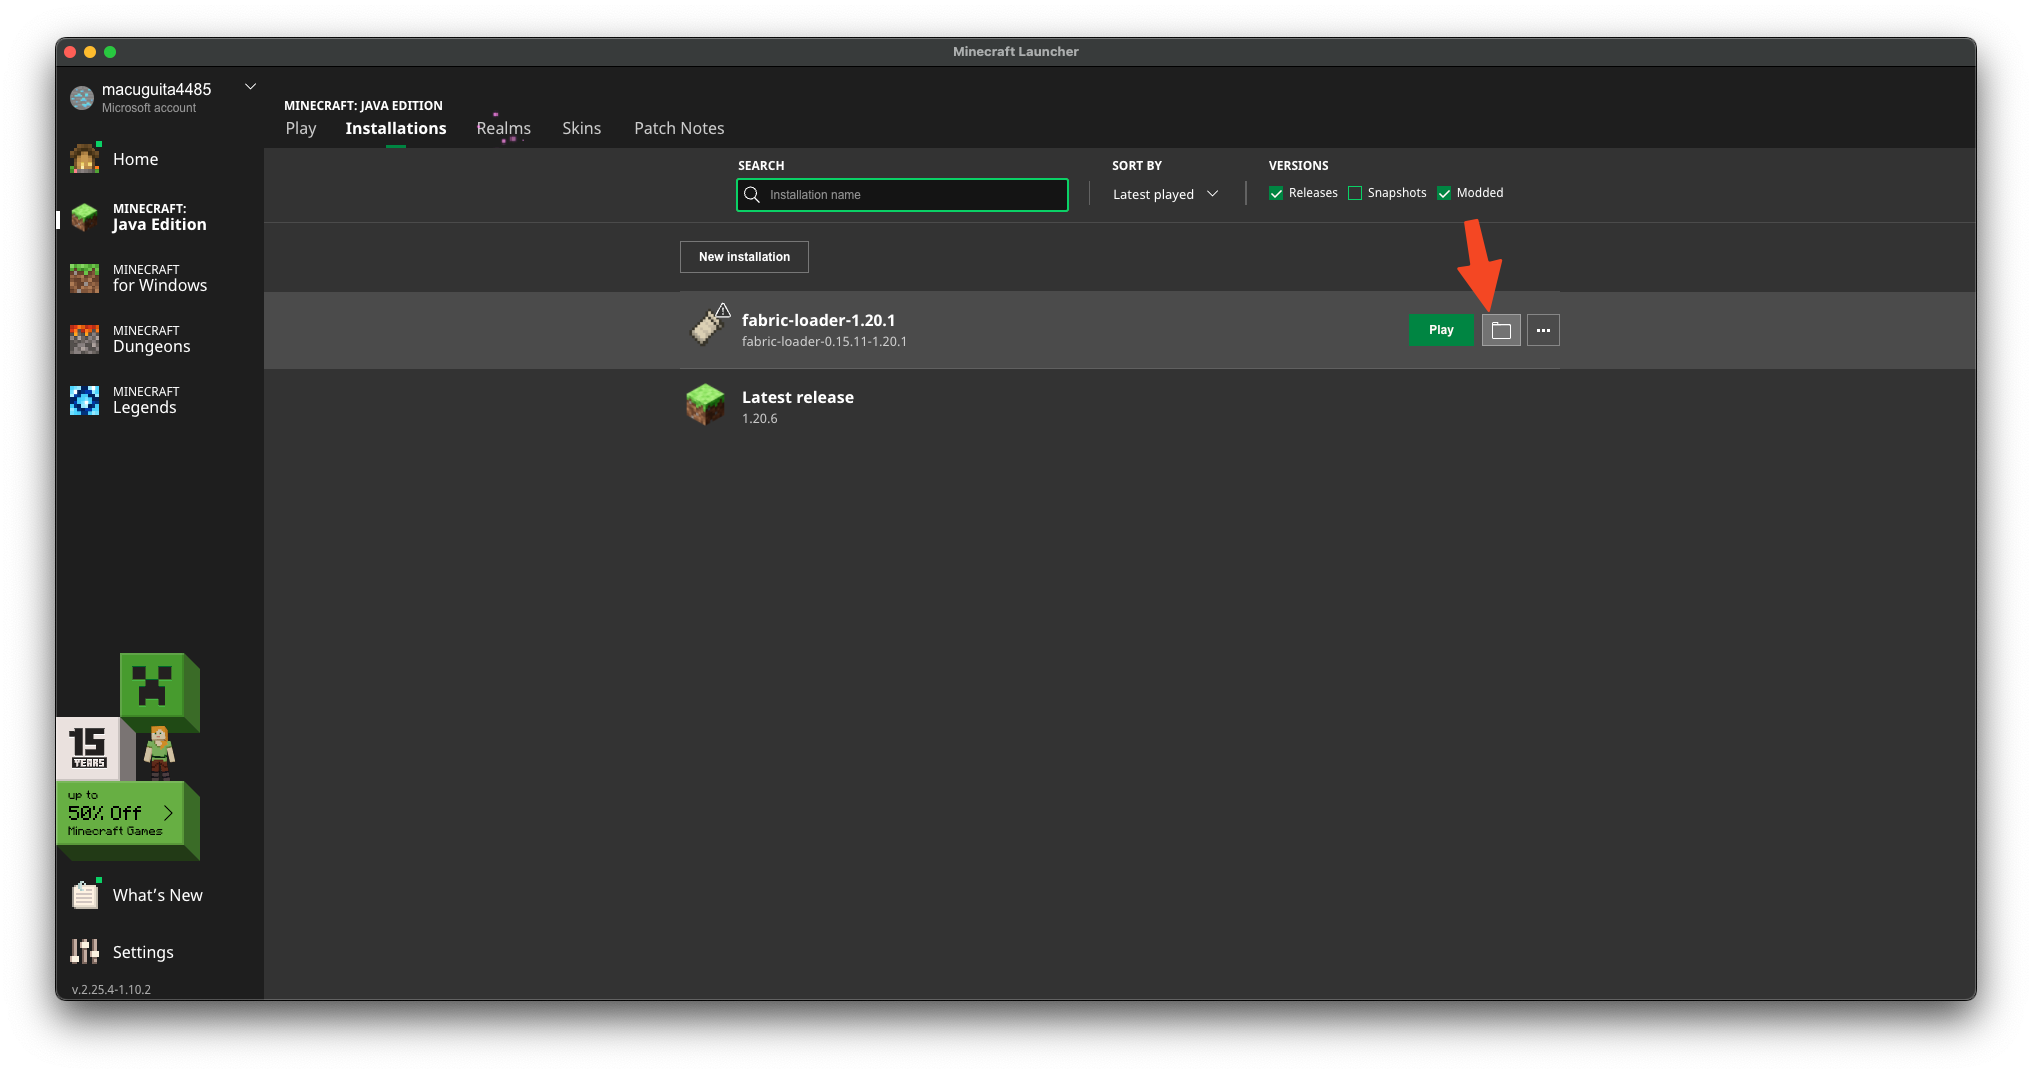 Minecraft Launcher
macuguita4485
Microsoft account
Home
MINECRAFT:
Java Edition
MINECRAFT
for Windows
MINECRAFT
Dungeons
MINECRAFT
Legends
15
YEARS
up to
50% Off
Minecraft Games
What's New
Settings
v.2.25.4-1.10.2
MINECRAFT: JAVA EDITION
Play Installations Realms Skins Patch Notes
SEARCH SORT BY VERSIONS
Installation name Latest played Releases Snapshots Modded
New installation
fabric-loader-1.20.1
fabric-loader-0.15.11-1.20.1
Play
Latest release
1.20.6